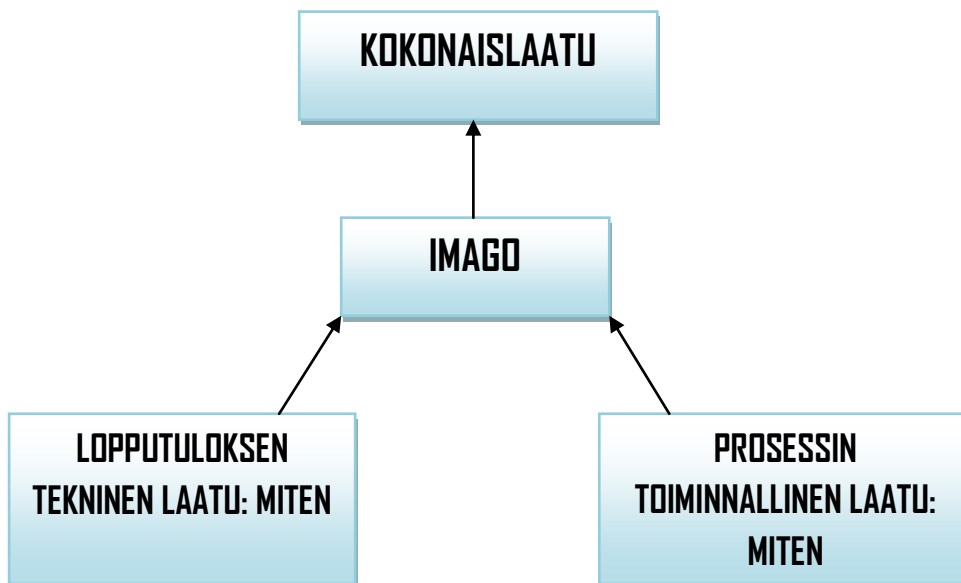 KOKONAISLAATU
IMAGO
LOPPUTULOKSEN
TEKNINEN LAATU: MITEN
PROSESSIN
TOIMINNALLINEN LAATU:
MITEN